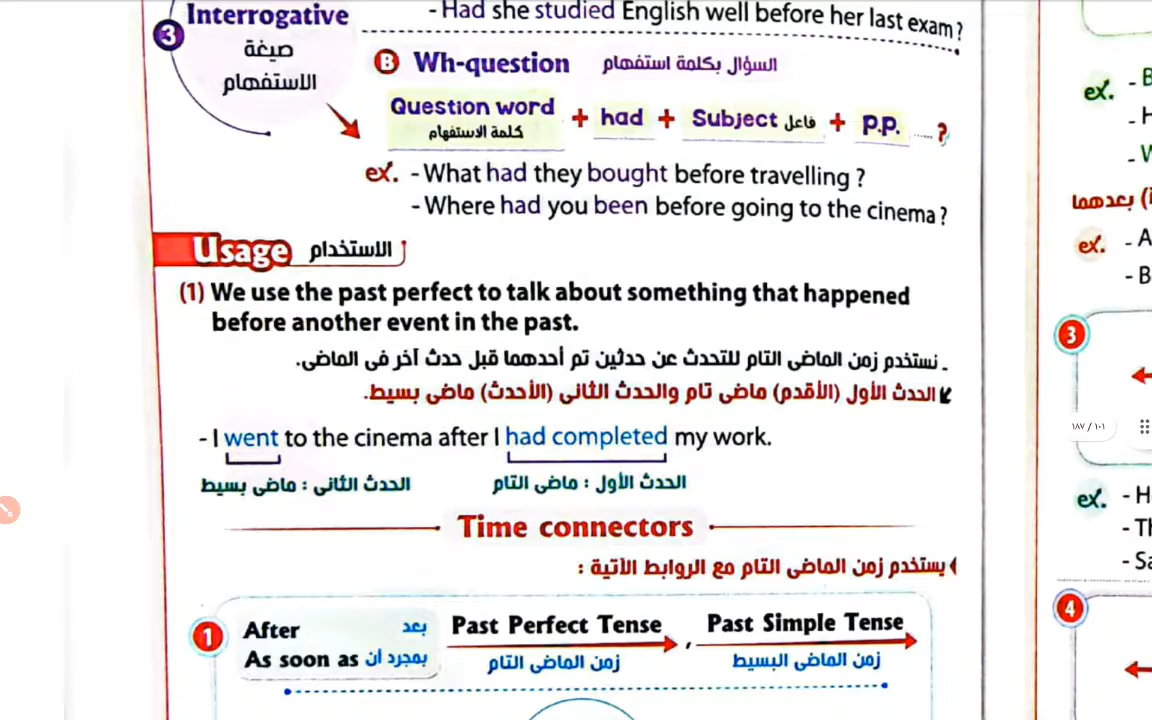 Interrogative
3
صيغة
الاستفهام
- Had she studied English well before her last exam?
B Wh-question السؤال بكلمة استفهام
Question word + had + Subject فاعل + p.p. .... ?
كلمة الاستفهام
ex. - What had they bought before travelling ?
- Where had you been before going to the cinema ?
Usage الاستخدام
(1) We use the past perfect to talk about something that happened
before another event in the past.
ـ نستخدم زمن الماضى التام للتحدث عن حدثين تم أحدهما قبل حدث آخر فى الماضى.
الحدث الأول (الأقدم) ماضى تام والحدث الثانى (الأحدث) ماضى بسيط.
- I went to the cinema after I had completed my work.
الحدث الثانى : ماضى بسيط
الحدث الأول : ماضى التام
Time connectors
يستخدم زمن الماضى التام مع الروابط الآتية :
1 After بعد Past Perfect Tense , Past Simple Tense
As soon as بمجرد أن زمن الماضى التام زمن الماضى البسيط
ex. - B
- H
- W
بعدهما (i
ex. - A
- B
3
١٠١ / ١٨٧
ex. - H
- Th
- Sa
4